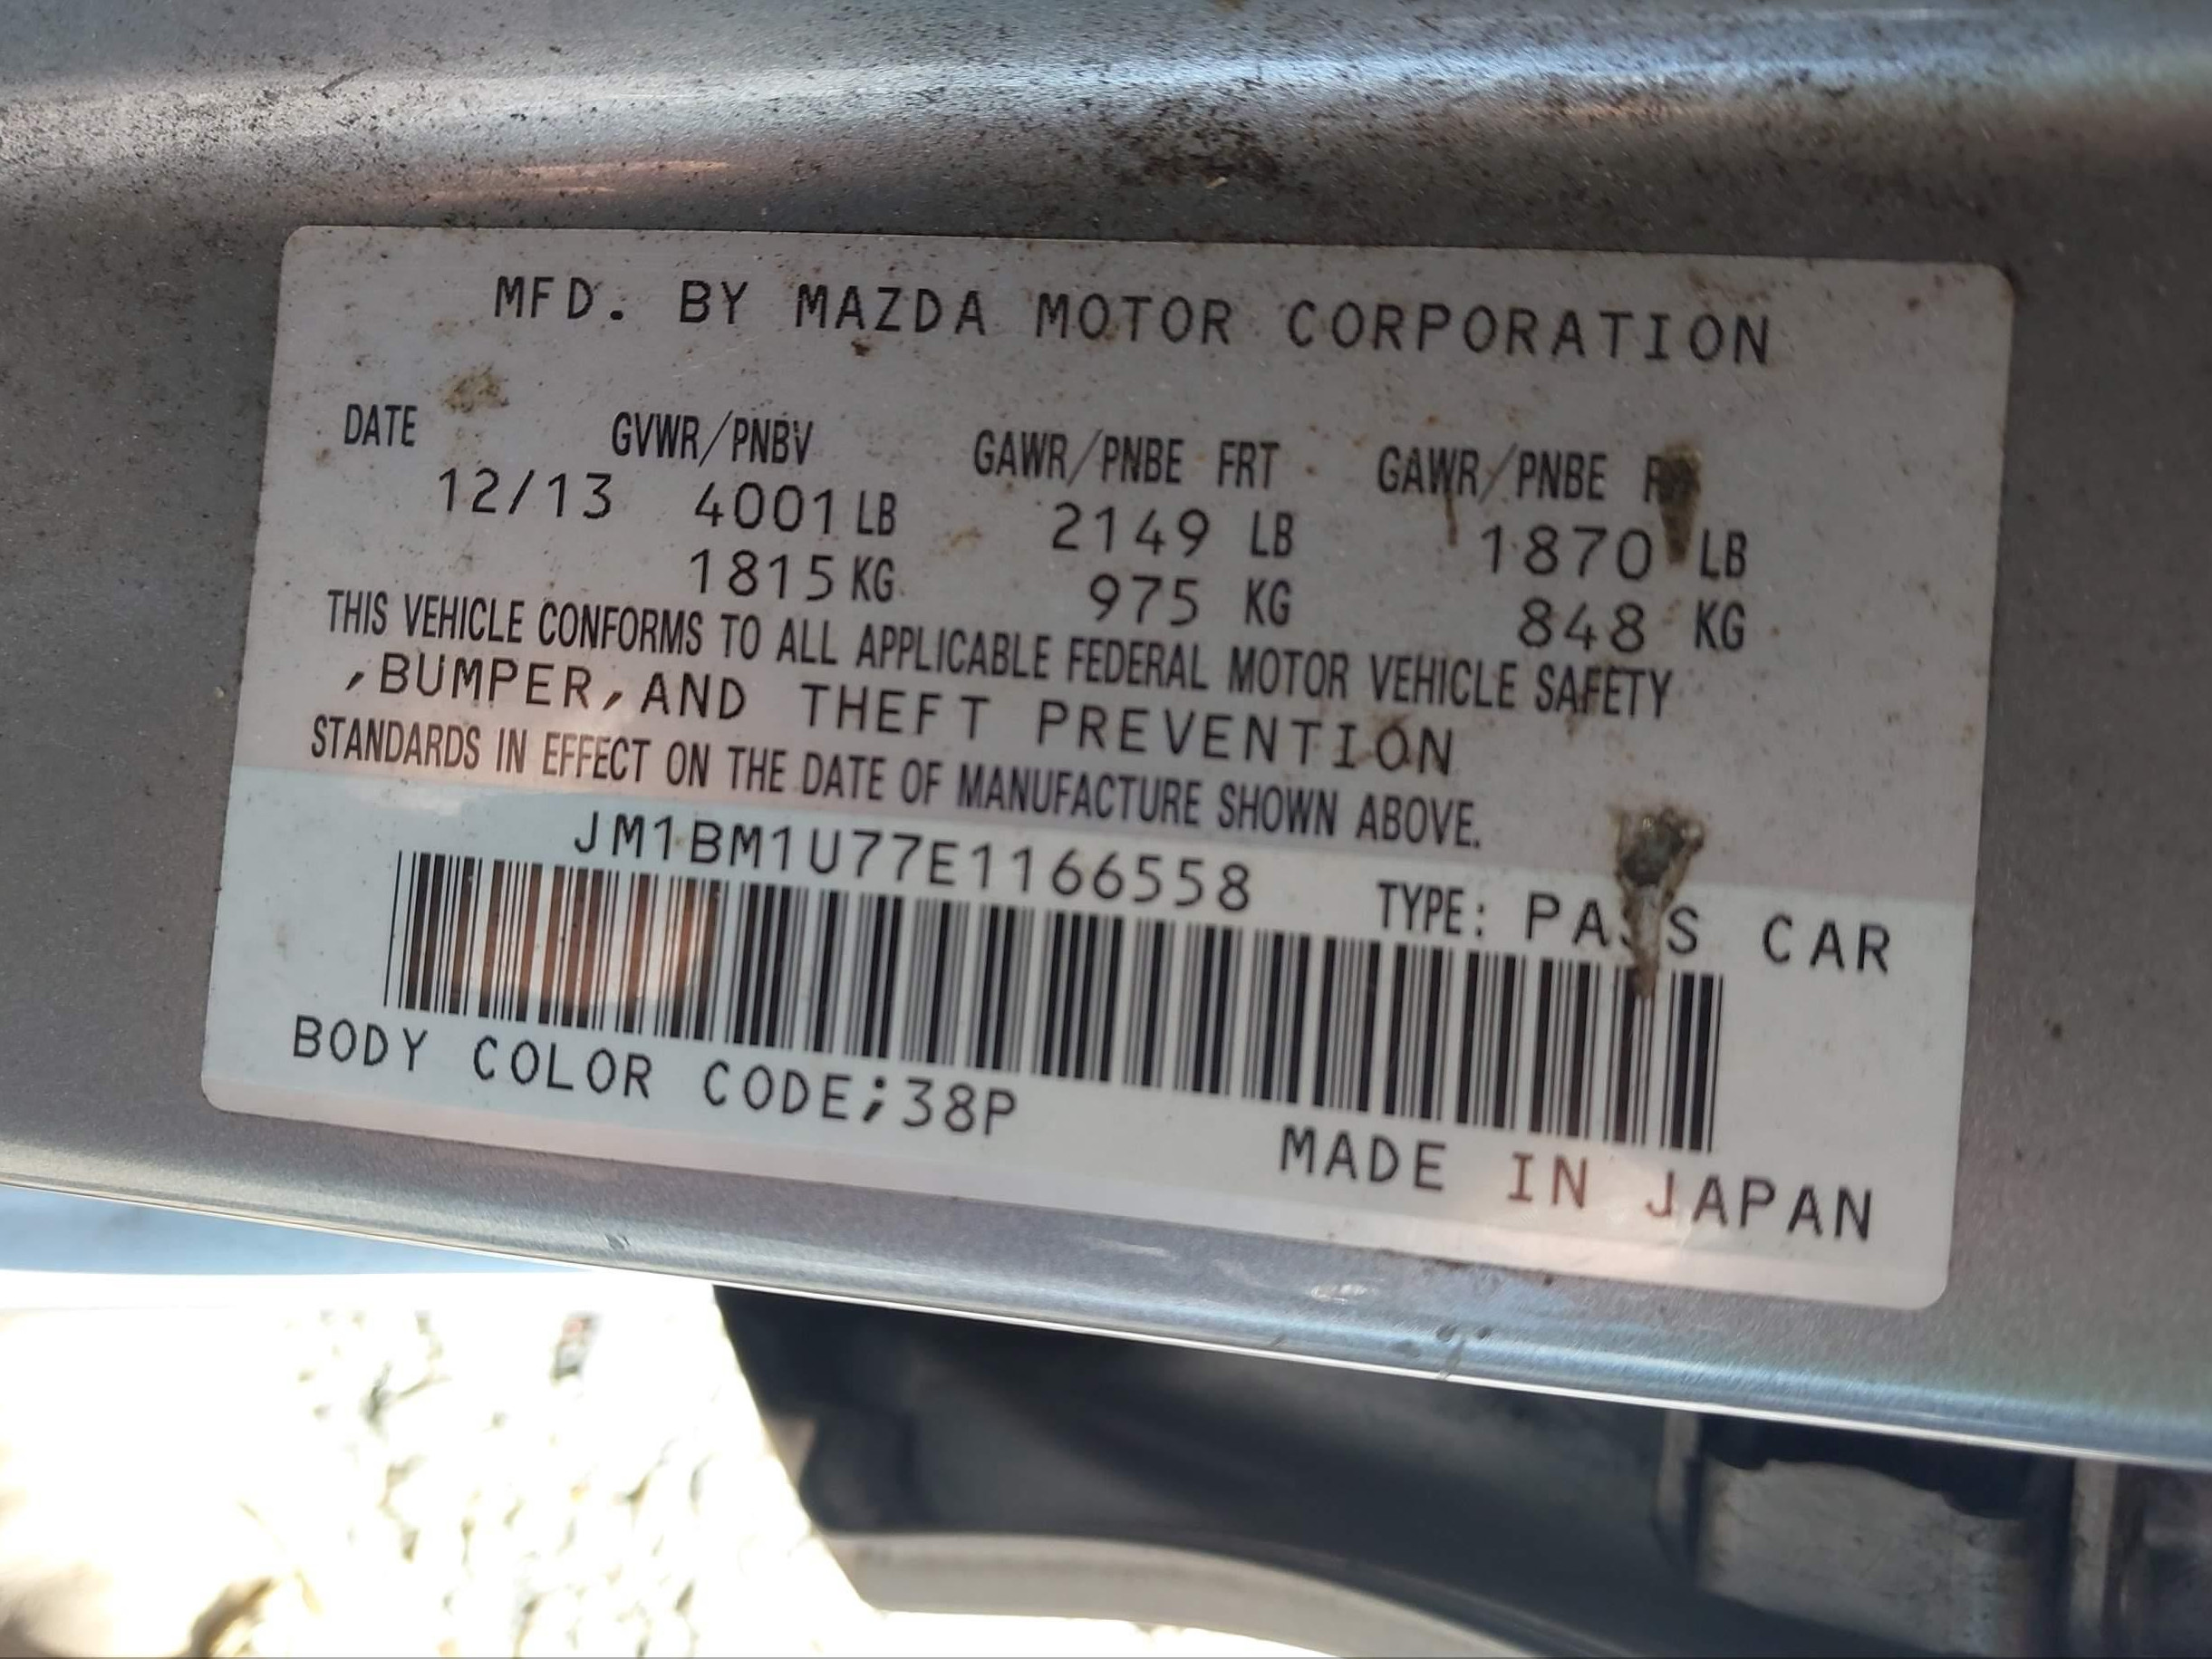 MFD. BY MAZDA MOTOR CORPORATION
DATE GVWR/PNBV GAWR/PNBE FRT GAWR/PNBE
12/13 4001 LB 2149 LB 1870 LB
1815 KG 975 KG 848 KG
THIS VEHICLE CONFORMS TO ALL APPLICABLE FEDERAL MOTOR VEHICLE SAFETY
,BUMPER,AND THEFT PREVENTION
STANDARDS IN EFFECT ON THE DATE OF MANUFACTURE SHOWN ABOVE.
JM1BM1U77E1166558 TYPE: PASS CAR
BODY COLOR CODE;38P
MADE IN JAPAN